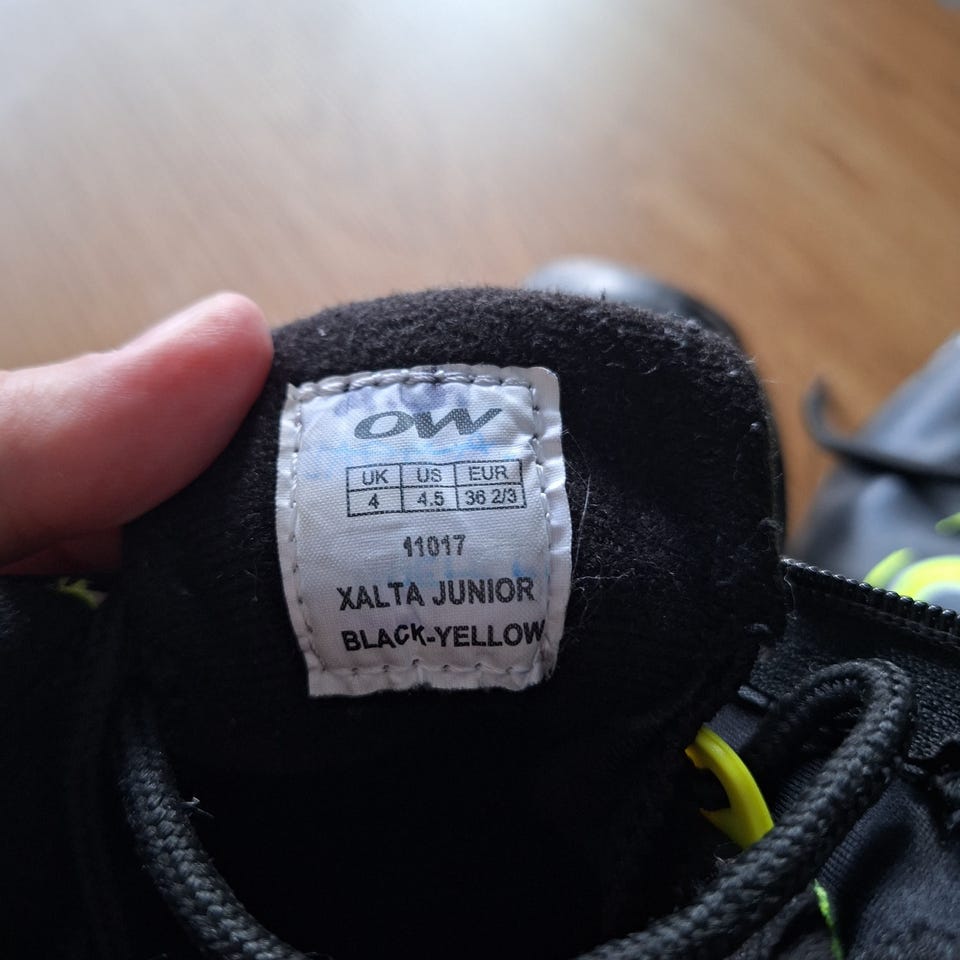 OW
UK US EUR
4 4.5 36 2/3
11017
XALTA JUNIOR
BLACK-YELLOW